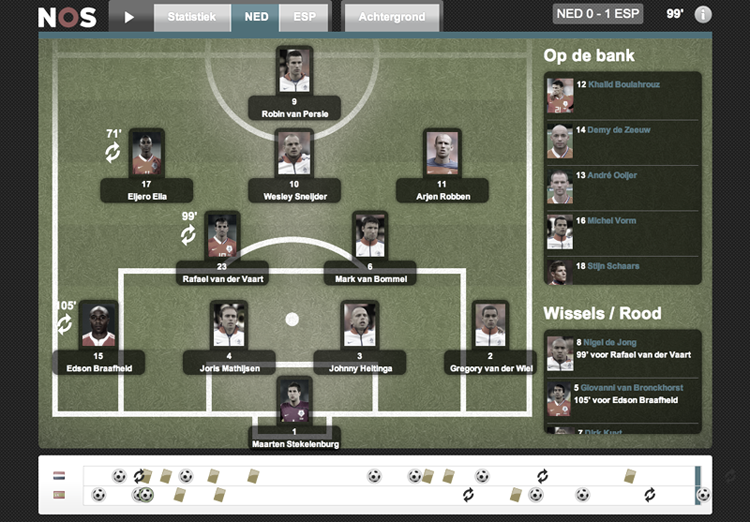 NOS Statistiek NED ESP Achtergrond NED 0 - 1 ESP 99' i
Op de bank
12 Khalid Boulahrouz
14 Demy de Zeeuw
13 André Ooijer
16 Michel Vorm
18 Stijn Schaars
Wissels / Rood
8 Nigel de Jong
99' voor Rafael van der Vaart
5 Giovanni van Bronckhorst
105' voor Edson Braafheid
7 Dirk Kuyt
9
Robin van Persie
71'
17
Eljero Elia
10
Wesley Sneijder
11
Arjen Robben
99'
23
Rafael van der Vaart
6
Mark van Bommel
105'
15
Edson Braafheid
4
Joris Mathijsen
3
Johnny Heitinga
2
Gregory van der Wiel
1
Maarten Stekelenburg